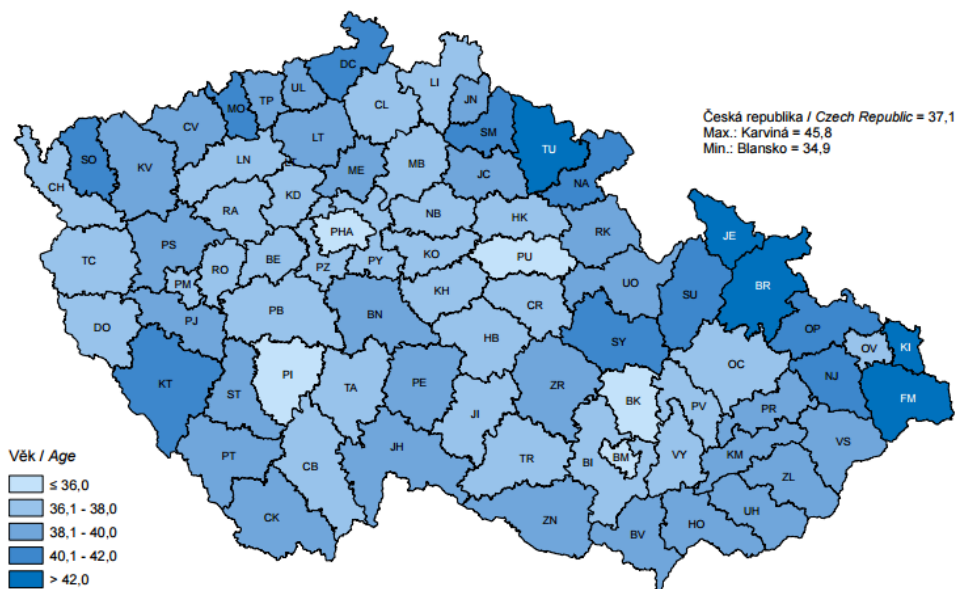 DC
LI
UL
JN
TP
CL
MO
SM
CV
LT
TU
SO
LN
MB
KV
ME
JC
NA
CH
KD
RA
NB
HK
PHA
RK
JE
PS
TC
RO
BE
PZ
PY
KO
PU
PM
BR
KH
UO
SU
CR
PB
BN
DO
PJ
OP
HB
SY
OV
KI
OC
KT
PI
TA
PE
ZR
NJ
ST
BK
FM
JI
PV
PR
VS
PT
CB
JH
TR
BI
BM
VY
KM
ZL
CK
ZN
UH
HO
BV
Česká republika / Czech Republic = 37,1
Max.: Karviná = 45,8
Min.: Blansko = 34,9
Věk / Age
≤ 36,0
36,1 - 38,0
38,1 - 40,0
40,1 - 42,0
> 42,0